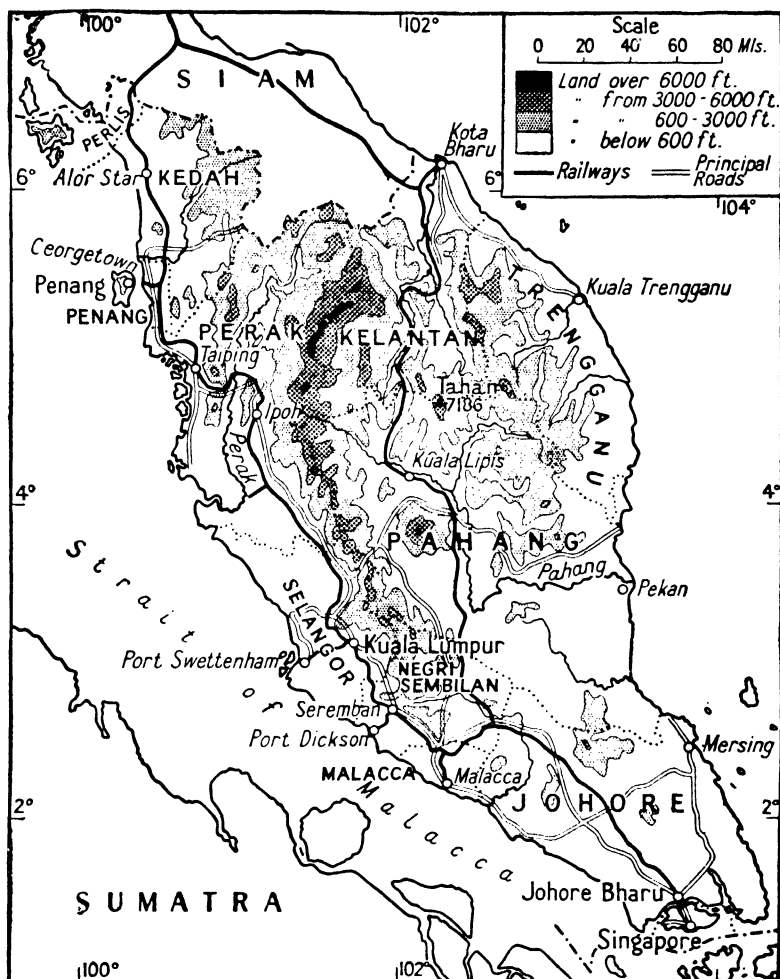 100°
102°
Scale
0 20 40 60 80 Mls.
Land over 6000 ft.
" from 3000 - 6000 ft.
" " 600 - 3000 ft.
" below 600 ft.
Railways Principal Roads
SIAM
PERLIS
Kota Bharu
Alor Star
KEDAH
6°
6°
104°
Ceorgetown
Penang
PENANG
Kuala Trengganu
TRENGGANU
PERAK
KELANTAN
Taiping
Tahan
7186
Ipoh
Perak
Kuala Lipis
4°
4°
PAHANG
Pahang
Pekan
Strait of Malacca
SELANGOR
Kuala Lumpur
Port Swettenham
NEGRI
SEMBILAN
Seremban
Port Dickson
Mersing
MALACCA
Malacca
JOHORE
2°
2°
SUMATRA
Johore Bharu
Singapore
100°
102°